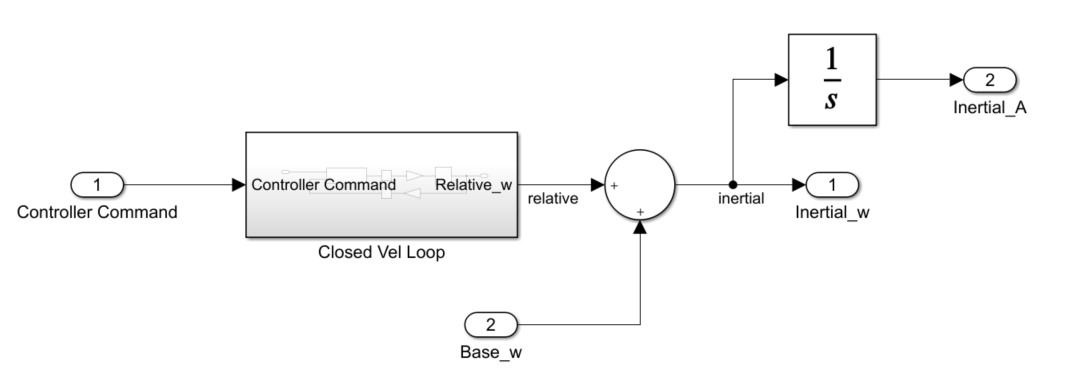 1
s
2
Inertial_A
1
Controller Command
Controller Command
Relative_w
Closed Vel Loop
relative
+
+
inertial
1
Inertial_w
2
Base_w